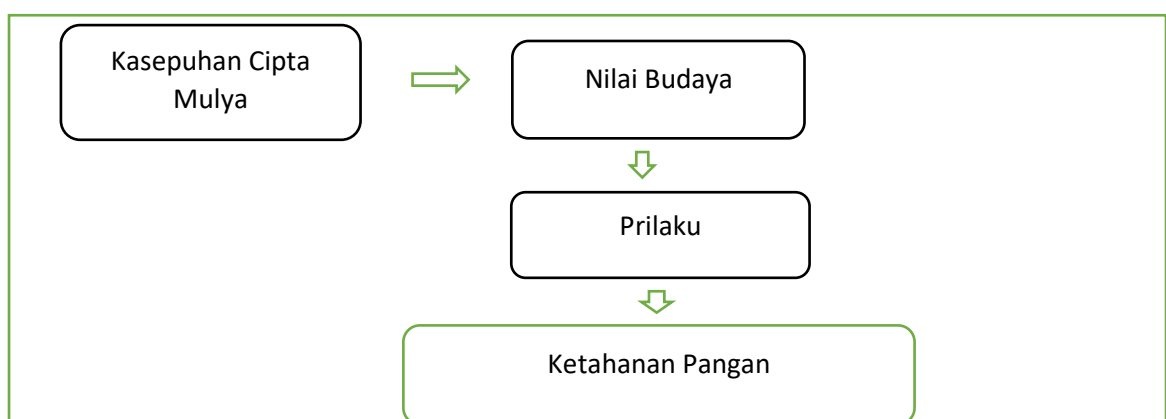 Kasepuhan Cipta
Mulya
Nilai Budaya
Prilaku
Ketahanan Pangan